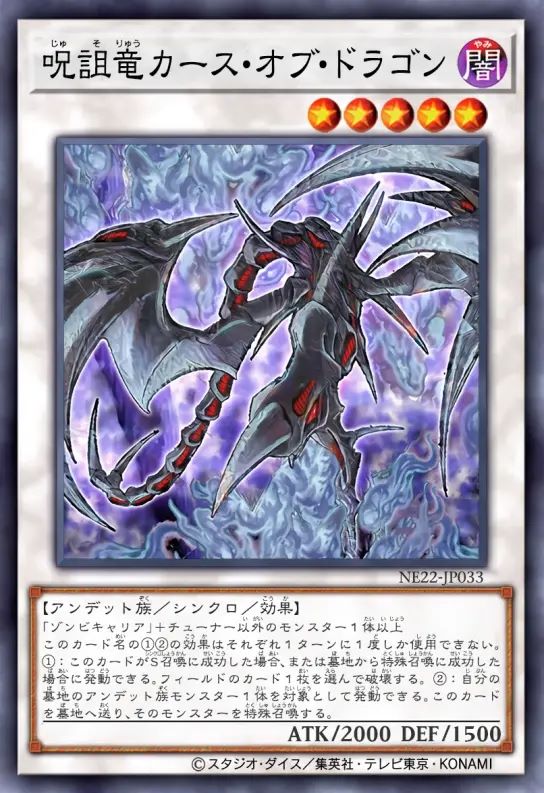 呪詛竜カース・オブ・ドラゴン
じゅ そ りゅう
闇
やみ
NE22-JP033
【アンデット族／シンクロ／効果】
「ゾンビキャリア」＋チューナー以外のモンスター１体以上
このカード名の①②の効果はそれぞれ１ターンに１度しか使用できない。
①：このカードがＳ召喚に成功した場合、または墓地から特殊召喚に成功した
場合に発動できる。フィールドのカード１枚を選んで破壊する。②：自分の
墓地のアンデット族モンスター１体を対象として発動できる。このカード
を墓地へ送り、そのモンスターを特殊召喚する。
ATK/2000 DEF/1500
©スタジオ・ダイス／集英社・テレビ東京・KONAMI